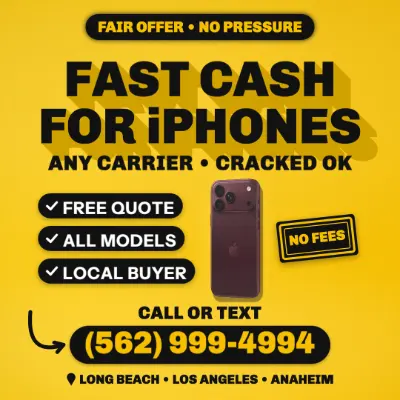 FAIR OFFER • NO PRESSURE
FAST CASH
FOR iPHONES
ANY CARRIER • CRACKED OK
FREE QUOTE
ALL MODELS
LOCAL BUYER
NO FEES
CALL OR TEXT
(562) 999-4994
LONG BEACH • LOS ANGELES • ANAHEIM